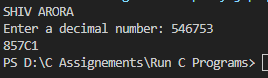 SHIV ARORA
Enter a decimal number: 546753
857C1
PS D:\C Assignements\Run C Programs>